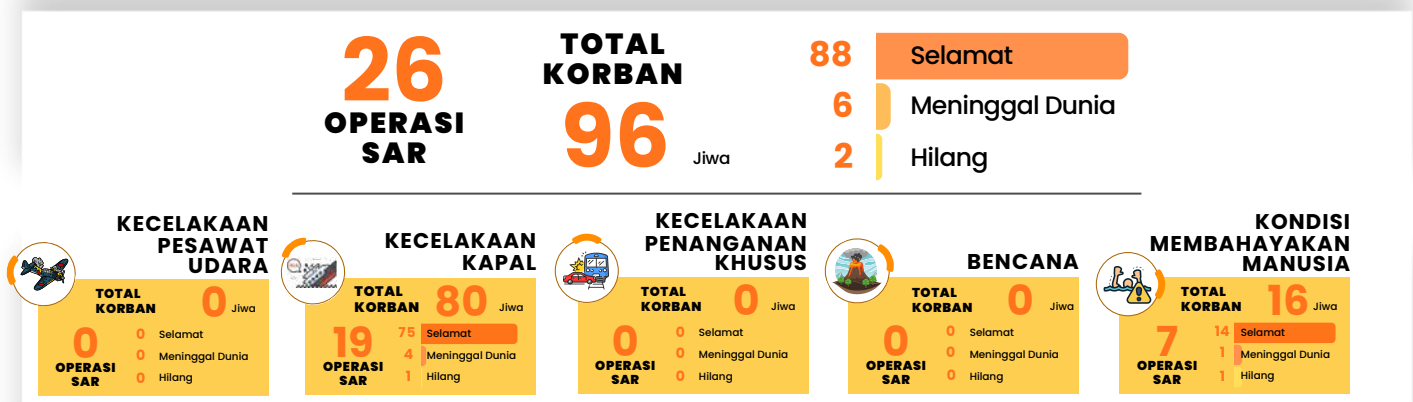 26
OPERASI
SAR
TOTAL
KORBAN
96 Jiwa
88 Selamat
6 Meninggal Dunia
2 Hilang
KECELAKAAN
PESAWAT
UDARA
TOTAL
KORBAN
0 Jiwa
0
OPERASI
SAR
0 Selamat
0 Meninggal Dunia
0 Hilang
KECELAKAAN
KAPAL
TOTAL
KORBAN
80 Jiwa
19
OPERASI
SAR
75 Selamat
4 Meninggal Dunia
1 Hilang
KECELAKAAN
PENANGANAN
KHUSUS
TOTAL
KORBAN
0 Jiwa
0
OPERASI
SAR
0 Selamat
0 Meninggal Dunia
0 Hilang
BENCANA
TOTAL
KORBAN
0 Jiwa
0
OPERASI
SAR
0 Selamat
0 Meninggal Dunia
0 Hilang
KONDISI
MEMBAHAYAKAN
MANUSIA
TOTAL
KORBAN
16 Jiwa
7
OPERASI
SAR
14 Selamat
1 Meninggal Dunia
1 Hilang